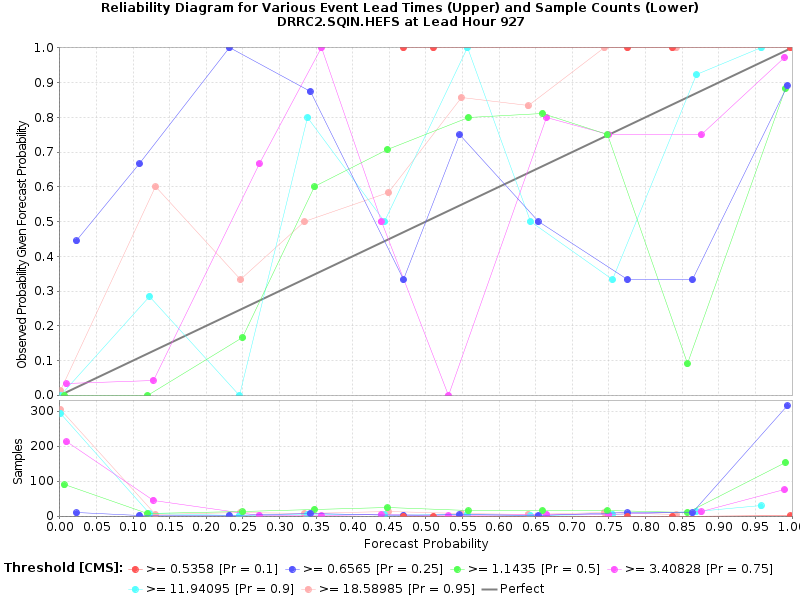 Reliability Diagram for Various Event Lead Times (Upper) and Sample Counts (Lower)
DRRC2.SQIN.HEFS at Lead Hour 927
Observed Probability Given Forecast Probability
1.0
0.9
0.8
0.7
0.6
0.5
0.4
0.3
0.2
0.1
0.0
Samples
300
200
100
0
0.00 0.05 0.10 0.15 0.20 0.25 0.30 0.35 0.40 0.45 0.50 0.55 0.60 0.65 0.70 0.75 0.80 0.85 0.90 0.95 1.00
Forecast Probability
Threshold [CMS]: >= 0.5358 [Pr = 0.1] >= 0.6565 [Pr = 0.25] >= 1.1435 [Pr = 0.5] >= 3.40828 [Pr = 0.75]
>= 11.94095 [Pr = 0.9] >= 18.58985 [Pr = 0.95] Perfect